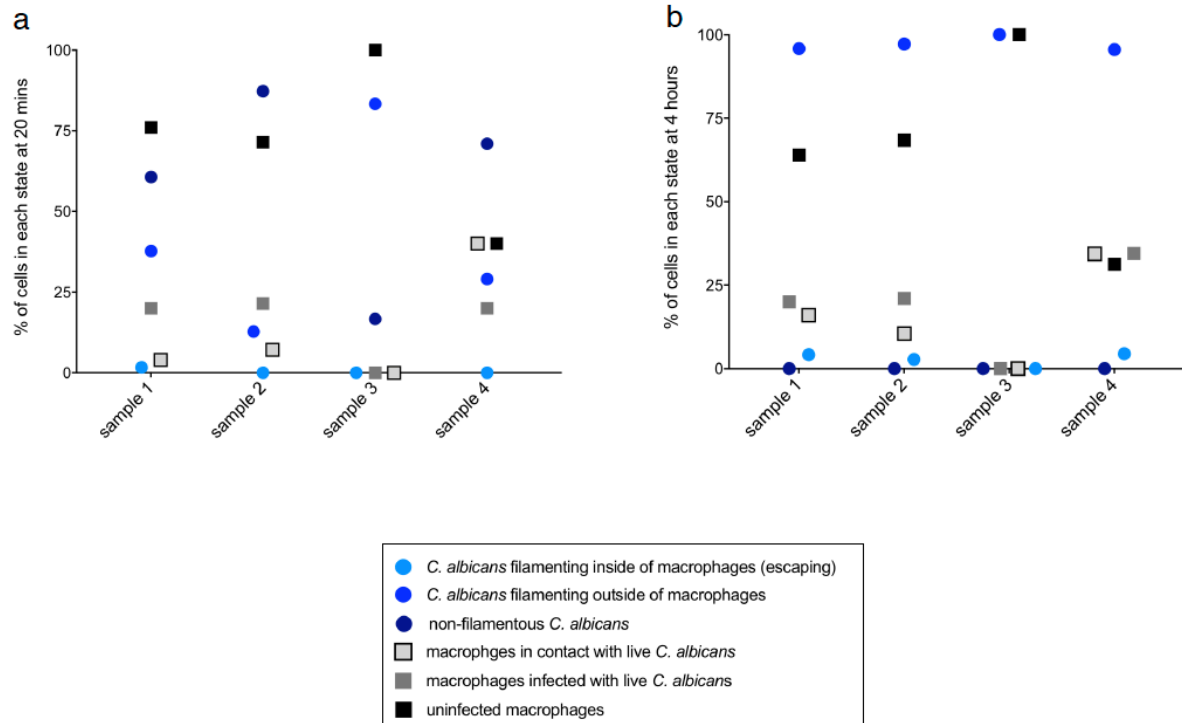 a
% of cells in each state at 20 mins
100
75
50
25
0
sample 1
sample 2
sample 3
sample 4
b
% of cells in each state at 4 hours
100
75
50
25
0
sample 1
sample 2
sample 3
sample 4
C. albicans filamenting inside of macrophages (escaping)
C. albicans filamenting outside of macrophages
non-filamentous C. albicans
macrophges in contact with live C. albicans
macrophages infected with live C. albicans
uninfected macrophages